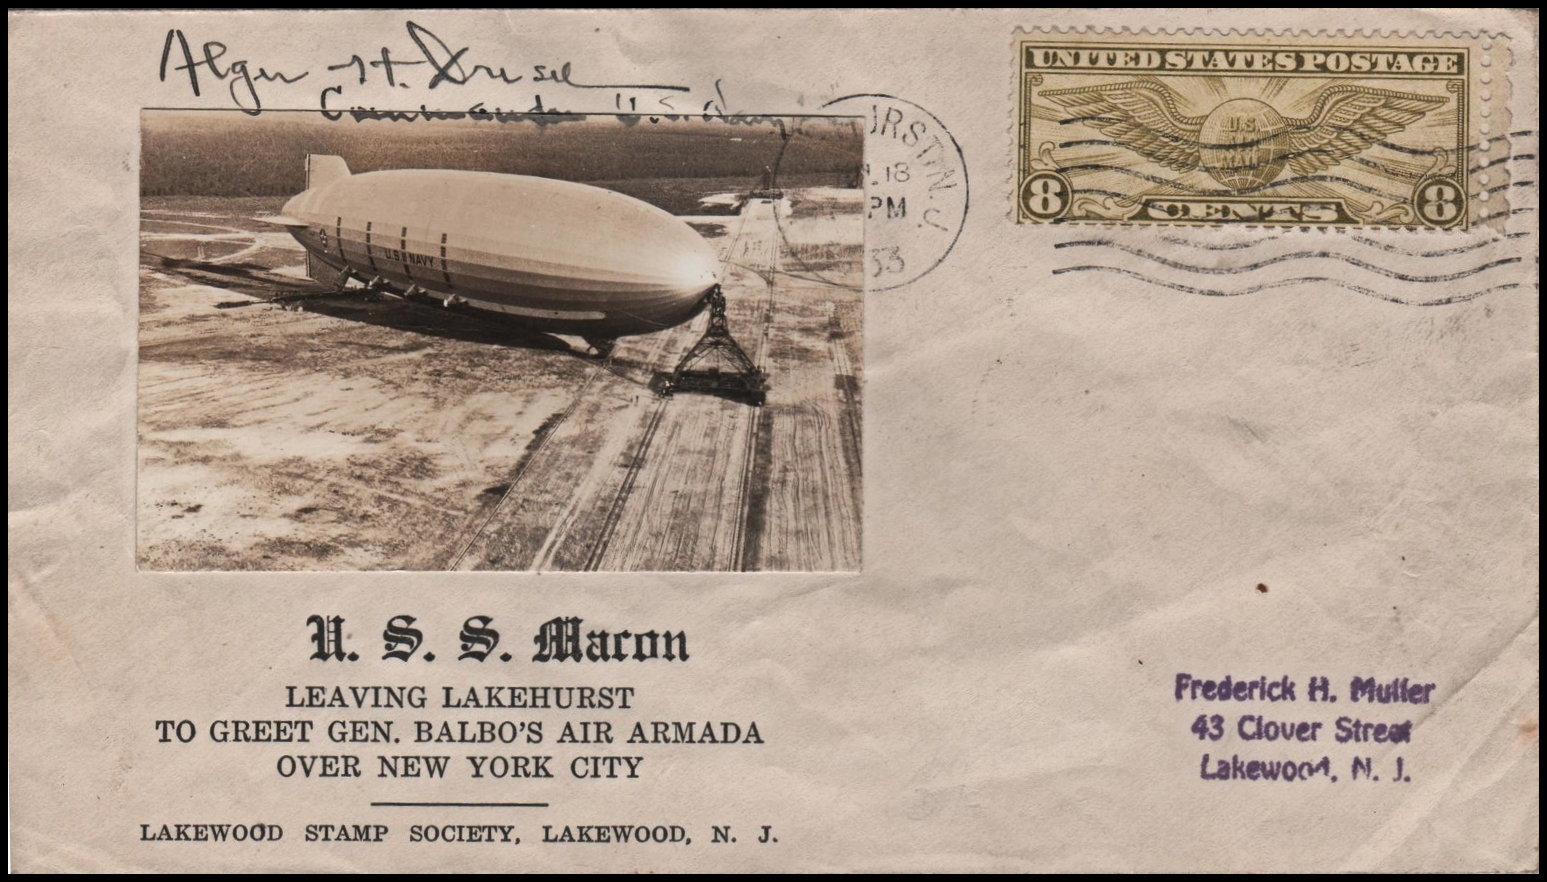 Alger H. Dresel
Commander U.S. Navy
UNITED STATES POSTAGE
U.S.
MAIL
8 CENTS 8
URST N.J.
18
PM
33
U.S. NAVY
U. S. S. Macon
LEAVING LAKEHURST
TO GREET GEN. BALBO'S AIR ARMADA
OVER NEW YORK CITY
LAKEWOOD STAMP SOCIETY, LAKEWOOD, N. J.
Frederick H. Muller
43 Clover Street
Lakewood, N. J.